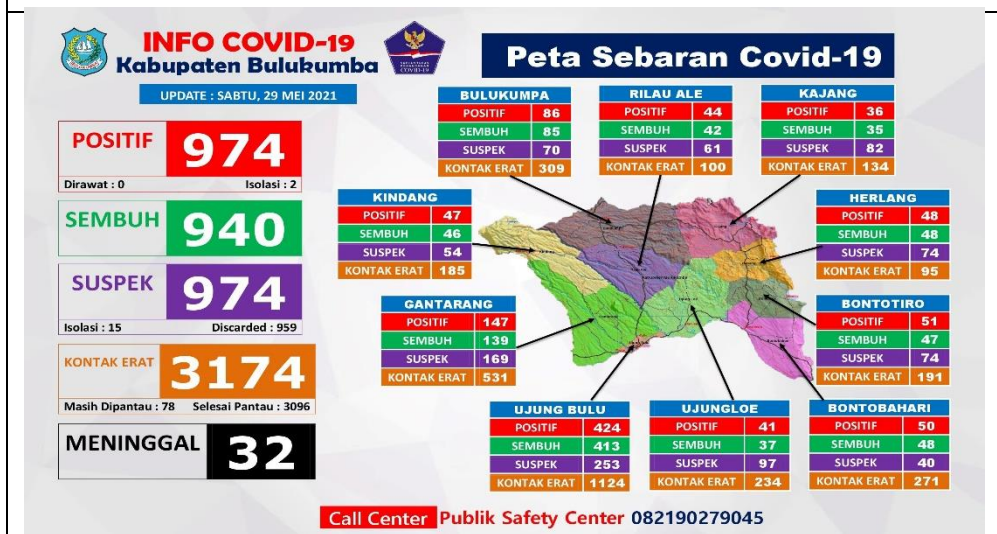 INFO COVID-19
Kabupaten Bulukumba
UPDATE : SABTU, 29 MEI 2021
Peta Sebaran Covid-19
POSITIF 974
Dirawat : 0 Isolasi : 2
SEMBUH 940
SUSPEK 974
Isolasi : 15 Discarded : 959
KONTAK ERAT 3174
Masih Dipantau : 78 Selesai Pantau : 3096
MENINGGAL 32
BULUKUMPA
POSITIF 86
SEMBUH 85
SUSPEK 70
KONTAK ERAT 309
RILAU ALE
POSITIF 44
SEMBUH 42
SUSPEK 61
KONTAK ERAT 100
KAJANG
POSITIF 36
SEMBUH 35
SUSPEK 82
KONTAK ERAT 134
KINDANG
POSITIF 47
SEMBUH 46
SUSPEK 54
KONTAK ERAT 185
HERLANG
POSITIF 48
SEMBUH 48
SUSPEK 74
KONTAK ERAT 95
GANTARANG
POSITIF 147
SEMBUH 139
SUSPEK 169
KONTAK ERAT 531
BONTOTIRO
POSITIF 51
SEMBUH 47
SUSPEK 74
KONTAK ERAT 191
UJUNG BULU
POSITIF 424
SEMBUH 413
SUSPEK 253
KONTAK ERAT 1124
UJUNGLOE
POSITIF 41
SEMBUH 37
SUSPEK 97
KONTAK ERAT 234
BONTOBAHARI
POSITIF 50
SEMBUH 48
SUSPEK 40
KONTAK ERAT 271
Call Center Publik Safety Center 082190279045